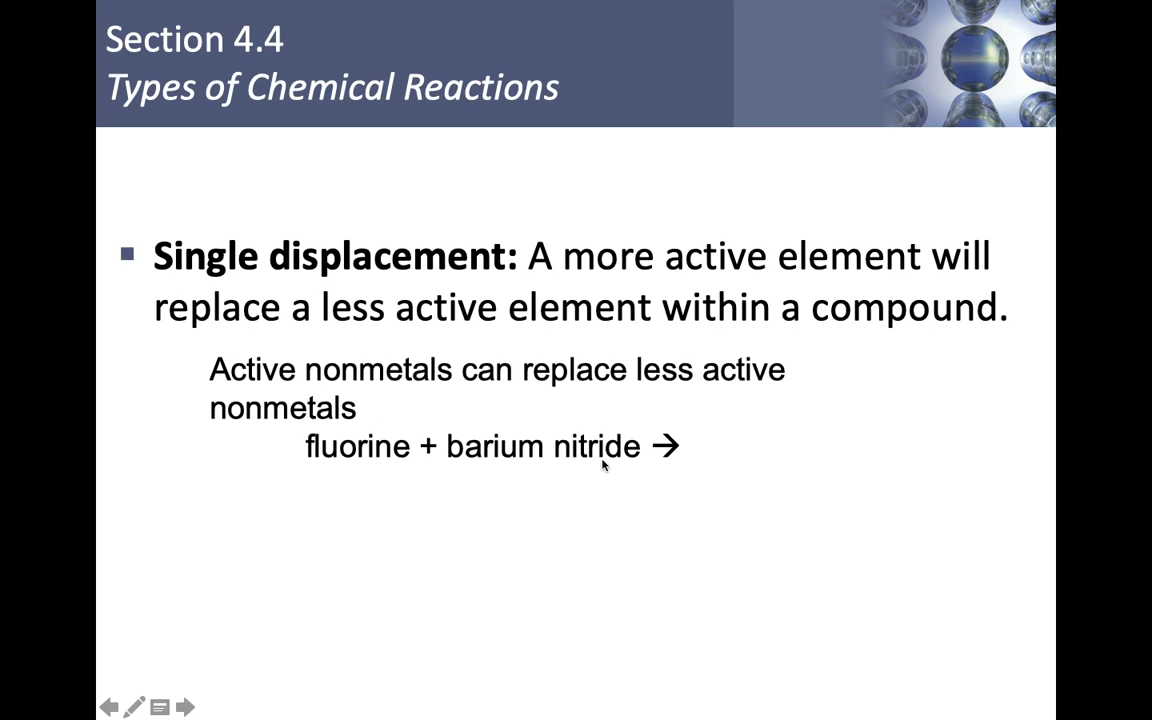 Section 4.4
Types of Chemical Reactions
Single displacement: A more active element will
replace a less active element within a compound.
Active nonmetals can replace less active
nonmetals
fluorine + barium nitride →